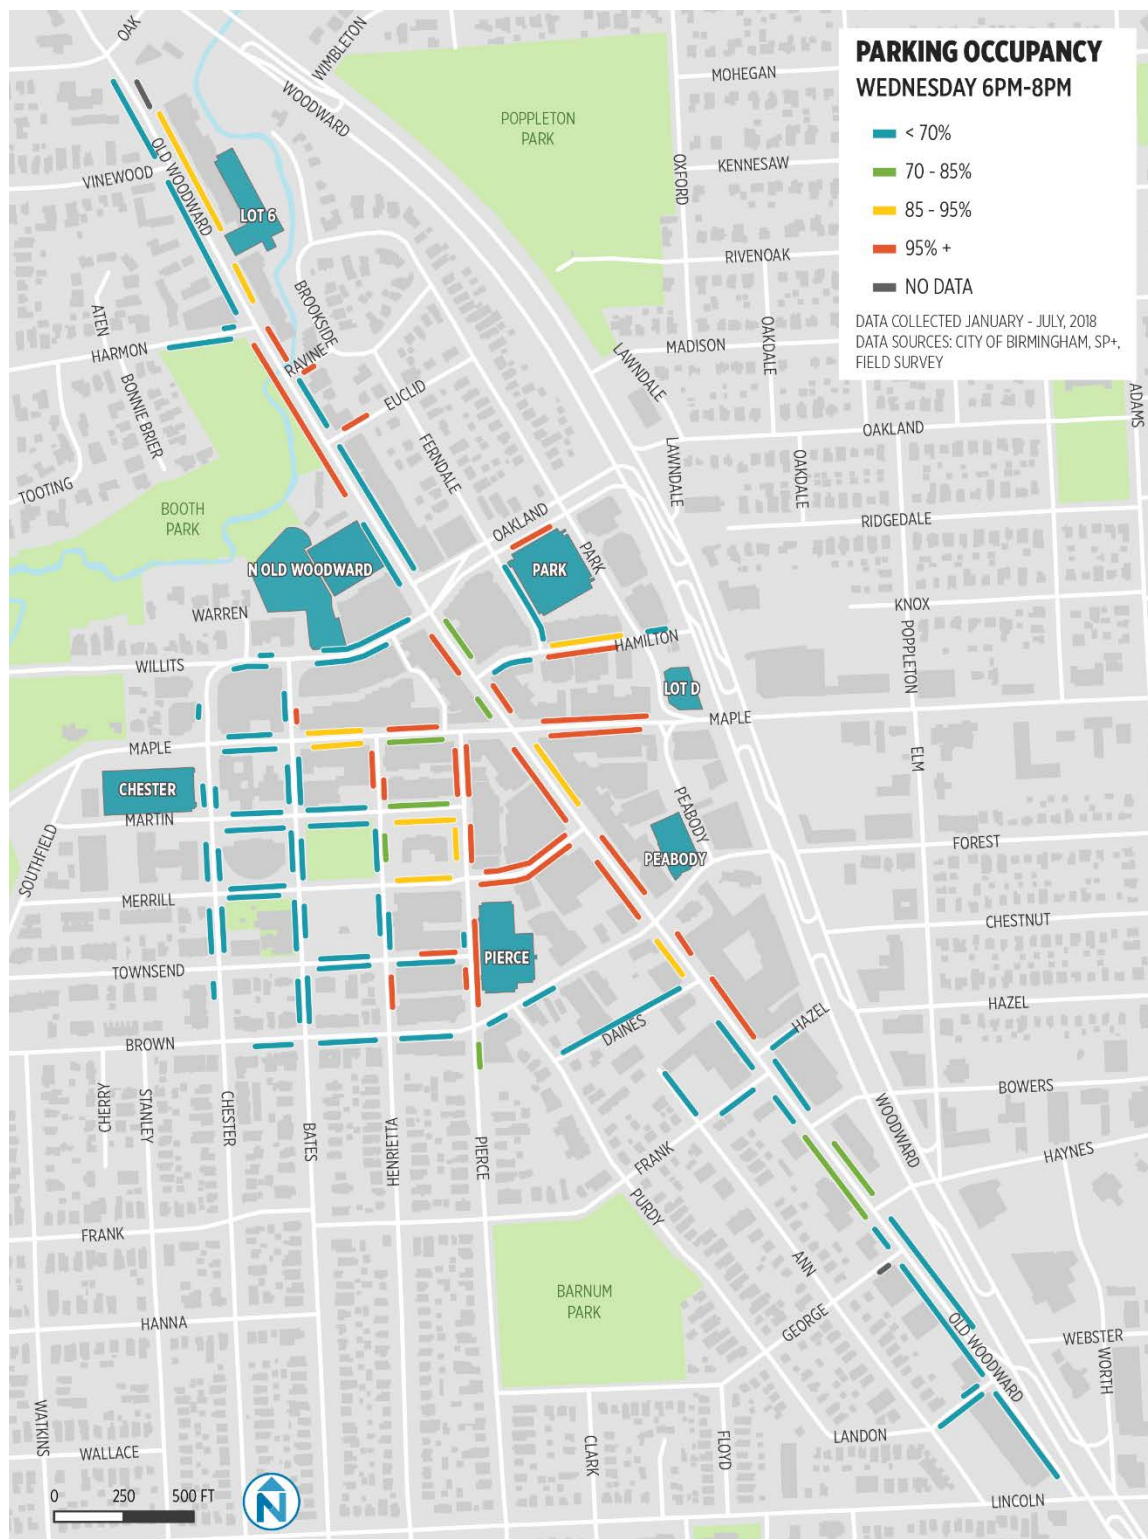 PARKING OCCUPANCY
WEDNESDAY 6PM-8PM
< 70%
70 - 85%
85 - 95%
95% +
NO DATA
DATA COLLECTED JANUARY - JULY, 2018
DATA SOURCES: CITY OF BIRMINGHAM, SP+,
FIELD SURVEY
OAK
WIMBLETON
WOODWARD
POPPLETON
PARK
MOHEGAN
OXFORD
KENNESAW
OLD WOODWARD
VINEWOOD
LOT 6
RIVENOAK
ATEN
BROOKSIDE
OAKDALE
HARMON
RAVINE
MADISON
LAWNDALE
ADAMS
BONNIE BRIER
EUCLID
OAKLAND
FERNDALE
LAWNDALE
OAKDALE
TOOTING
BOOTH
PARK
OAKLAND
RIDGEDALE
PARK
N OLD WOODWARD
PARK
WARREN
KNOX
POPPLETON
WILLITS
HAMILTON
LOT D
MAPLE
MAPLE
ELM
CHESTER
PEABODY
MARTIN
SOUTHFIELD
PEABODY
FOREST
MERRILL
CHESTNUT
PIERCE
TOWNSEND
HAZEL
HAZEL
DAINES
BROWN
CHERRY
STANLEY
CHESTER
BATES
HENRIETTA
PIERCE
BOWERS
WOODWARD
HAYNES
FRANK
PURDY
FRANK
ANN
BARNUM
PARK
HANNA
GEORGE
OLD WOODWARD
WEBSTER
WORTH
WATKINS
WALLACE
CLARK
FLOYD
LANDON
LINCOLN
0 250 500 FT
N